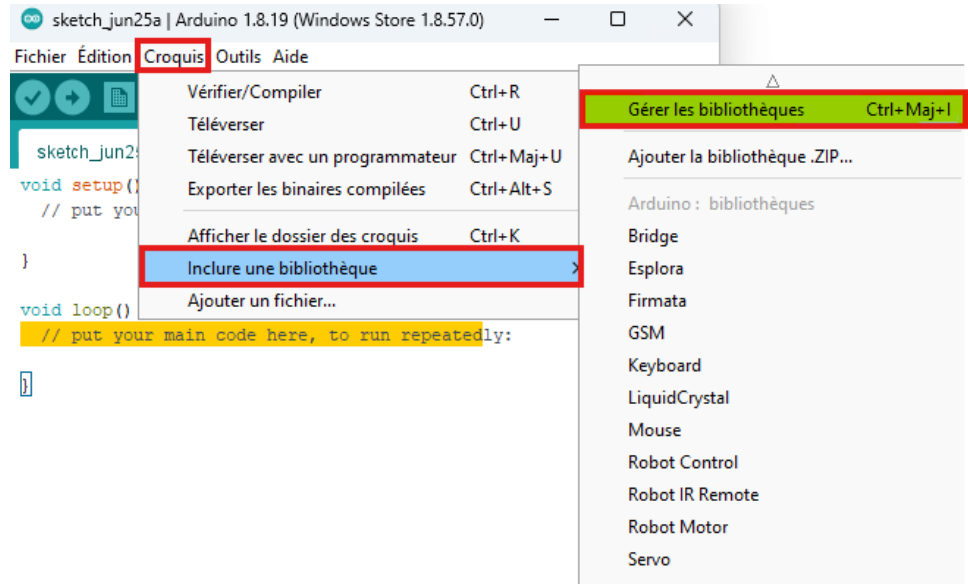 sketch_jun25a | Arduino 1.8.19 (Windows Store 1.8.57.0)
Fichier Édition Croquis Outils Aide
sketch_jun2
void setup()
// put you
}
void loop()
// put your main code here, to run repeatedly:
}
Vérifier/Compiler Ctrl+R
Téléverser Ctrl+U
Téléverser avec un programmateur Ctrl+Maj+U
Exporter les binaires compilées Ctrl+Alt+S
Afficher le dossier des croquis Ctrl+K
Inclure une bibliothèque
Ajouter un fichier...
Gérer les bibliothèques Ctrl+Maj+I
Ajouter la bibliothèque .ZIP...
Arduino : bibliothèques
Bridge
Esplora
Firmata
GSM
Keyboard
LiquidCrystal
Mouse
Robot Control
Robot IR Remote
Robot Motor
Servo